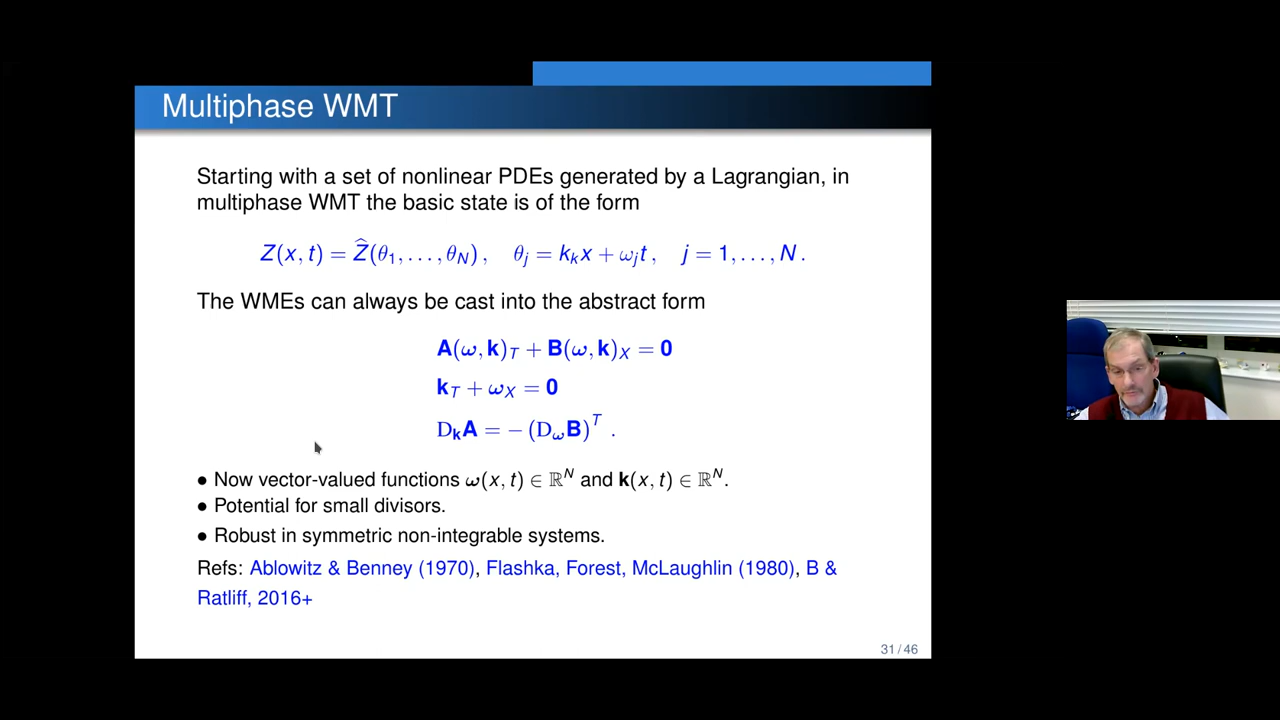 Multiphase WMT
Starting with a set of nonlinear PDEs generated by a Lagrangian, in
multiphase WMT the basic state is of the form
Z(x, t) = Ẑ(θ₁, . . . , θ_N) ,   θ_j = k_k x + ω_j t ,   j = 1, . . . , N .
The WMEs can always be cast into the abstract form
A(ω, k)_T + B(ω, k)_X = 0
k_T + ω_X = 0
D_k A = − (D_ω B)^T .
• Now vector-valued functions ω(x, t) ∈ ℝ^N and k(x, t) ∈ ℝ^N.
• Potential for small divisors.
• Robust in symmetric non-integrable systems.
Refs: Ablowitz & Benney (1970), Flashka, Forest, McLaughlin (1980), B &
Ratliff, 2016+
31 / 46